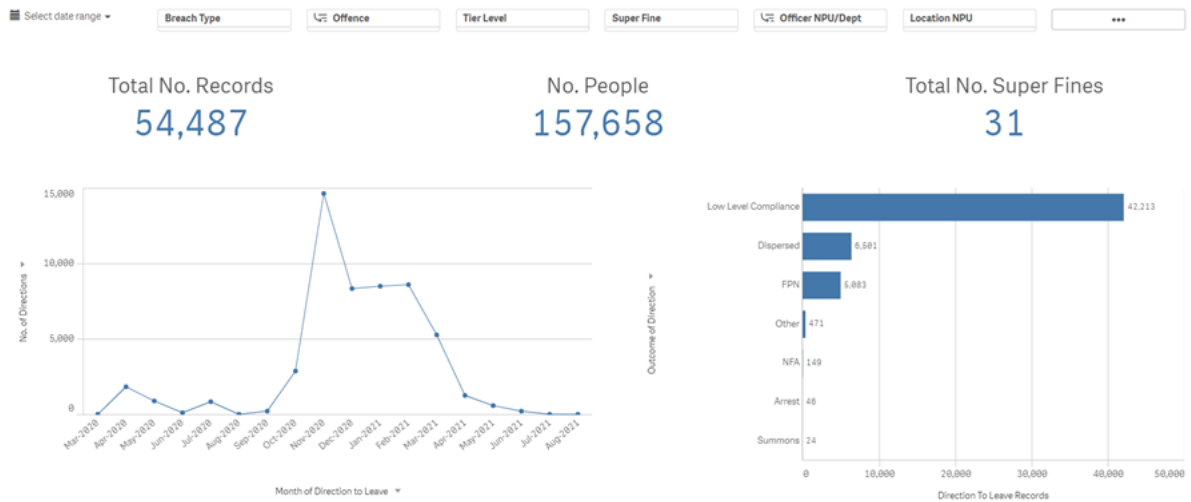 Select date range
Breach Type
Offence
Tier Level
Super Fine
Officer NPU/Dept
Location NPU
•••
Total No. Records
54,487
No. People
157,658
Total No. Super Fines
31
No. of Directions
15,000
10,000
5,000
0
Mar-2020
Apr-2020
May-2020
Jun-2020
Jul-2020
Aug-2020
Sep-2020
Oct-2020
Nov-2020
Dec-2020
Jan-2021
Feb-2021
Mar-2021
Apr-2021
May-2021
Jun-2021
Jul-2021
Aug-2021
Month of Direction to Leave
Outcome of Direction
Low Level Compliance 42,213
Dispersed 6,501
FPN 5,083
Other 471
NFA 149
Arrest 46
Summons 24
0 10,000 20,000 30,000 40,000 50,000
Direction To Leave Records